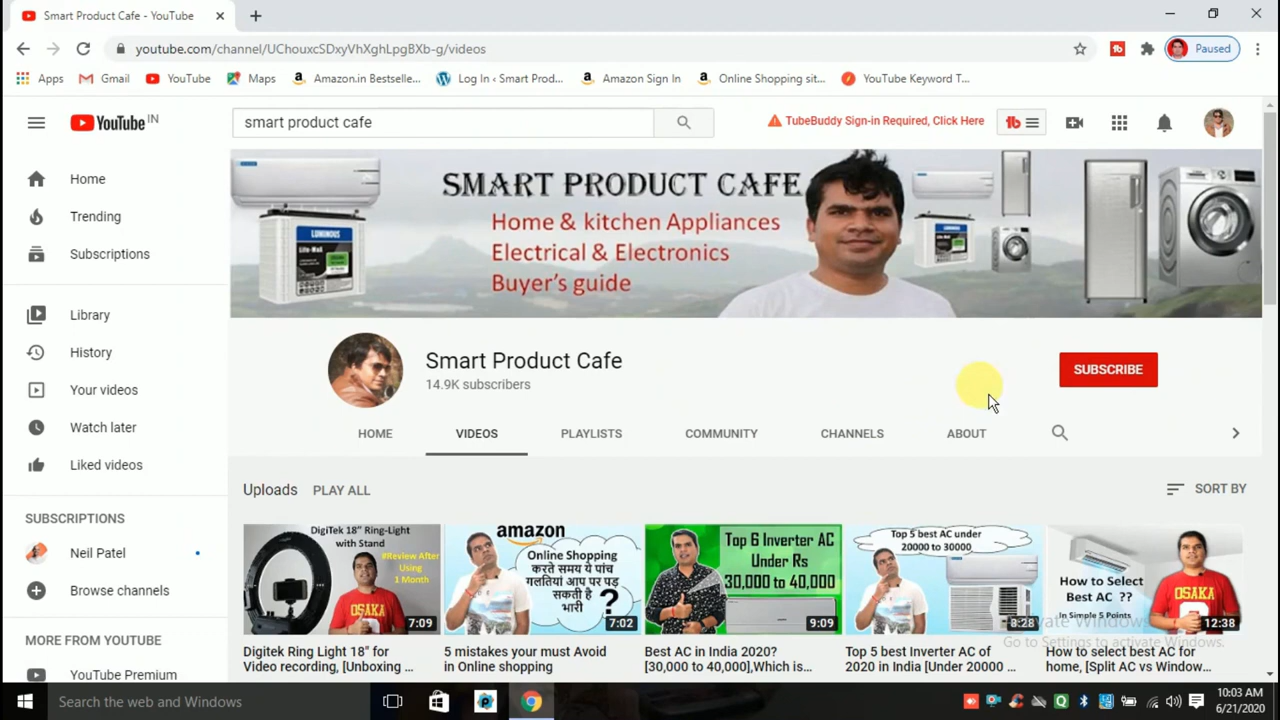 Smart Product Cafe - YouTube
youtube.com/channel/UChouxcSDxyVhXghLpgBXb-g/videos
Paused
Apps
Gmail
YouTube
Maps
Amazon.in Bestselle...
Log In ‹ Smart Prod...
Amazon Sign In
Online Shopping sit...
YouTube Keyword T...
YouTube IN
smart product cafe
TubeBuddy Sign-in Required, Click Here
Home
Trending
Subscriptions
Library
History
Your videos
Watch later
Liked videos
SUBSCRIPTIONS
Neil Patel
Browse channels
MORE FROM YOUTUBE
YouTube Premium
SMART PRODUCT CAFE
Home & kitchen Appliances
Electrical & Electronics
Buyer's guide
LUMINOUS
LUMINOUS
Smart Product Cafe
14.9K subscribers
SUBSCRIBE
HOME
VIDEOS
PLAYLISTS
COMMUNITY
CHANNELS
ABOUT
Uploads
PLAY ALL
SORT BY
DigiTek 18" Ring-Light
with Stand
#Review After
Using
1 Month
OSAKA
7:09
Digitek Ring Light 18" for
Video recording, [Unboxing ...
amazon
Online Shopping
करते समय ये पांच
गलतियां आप पर पड़
सकती है
भारी
?
7:02
5 mistakes your must Avoid
in Online shopping
Top 6 Inverter AC
Under Rs
30,000 to 40,000
9:09
Best AC in India 2020?
[30,000 to 40,000],Which is...
Top 5 best AC under
20000 to 30000
8:28
Top 5 best Inverter AC of
2020 in India [Under 20000 ...
How to Select
Best AC ??
In Simple 5 Points
OSAKA
12:38
How to select best AC for
home, [Split AC vs Window...
Activate Windows
Go to Settings to activate Windows.
Search the web and Windows
10:03 AM
6/21/2020